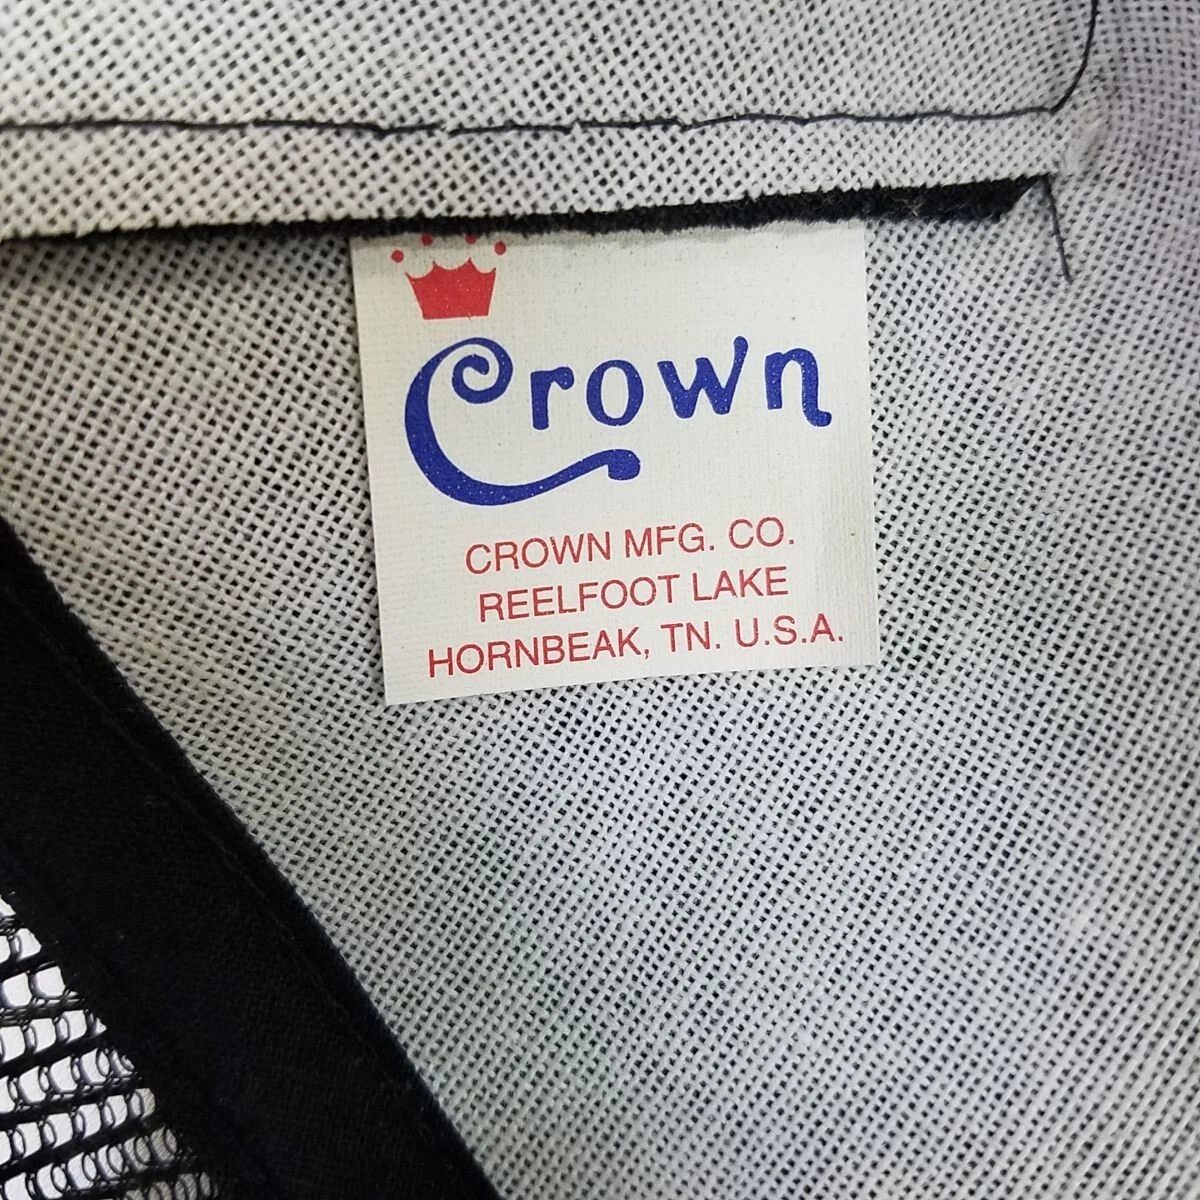 Crown
CROWN MFG. CO.
REELFOOT LAKE
HORNBEAK, TN. U.S.A.